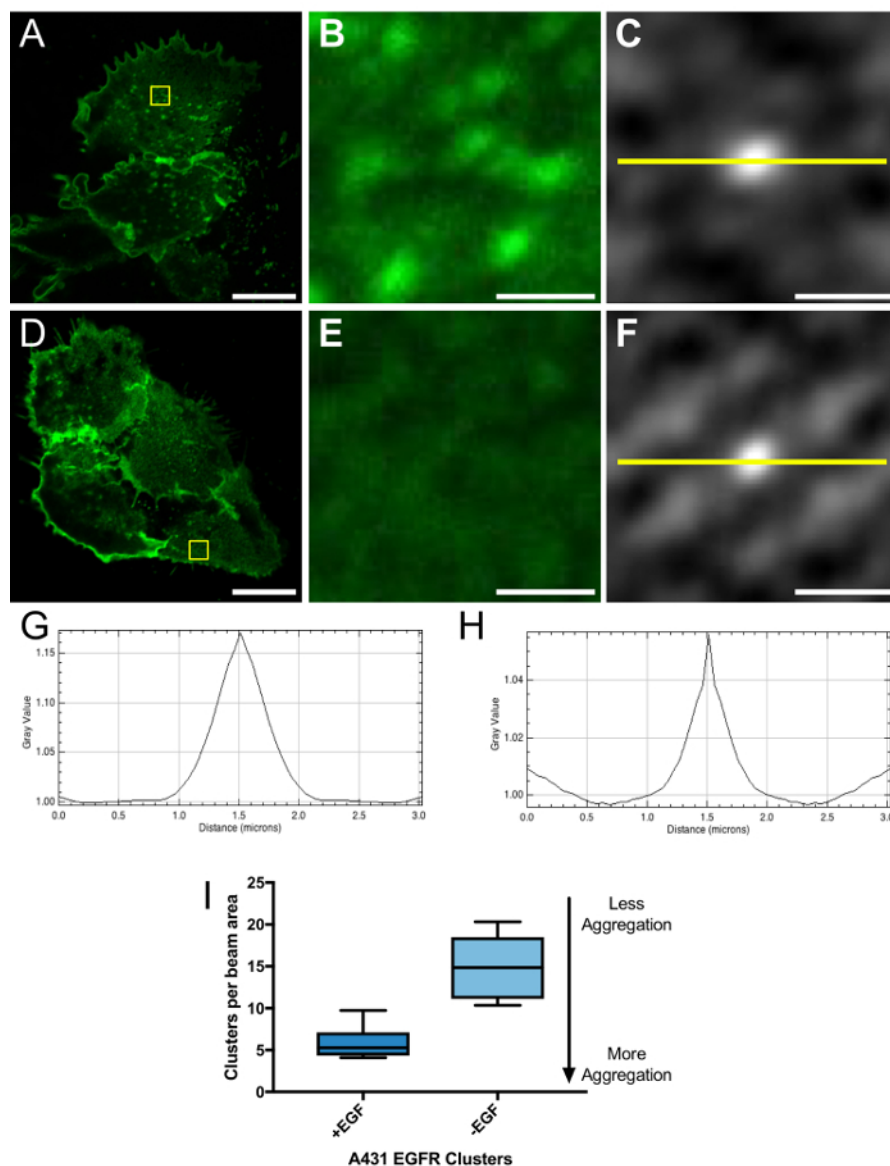 A
B
C
D
E
F
G
1.15
1.10
1.05
1.00
Gray Value
0.0 0.5 1.0 1.5 2.0 2.5 3.0
Distance (microns)
H
1.04
1.02
1.00
Gray Value
0.0 0.5 1.0 1.5 2.0 2.5 3.0
Distance (microns)
I
Clusters per beam area
25
20
15
10
5
0
+EGF
-EGF
A431 EGFR Clusters
Less
Aggregation
More
Aggregation